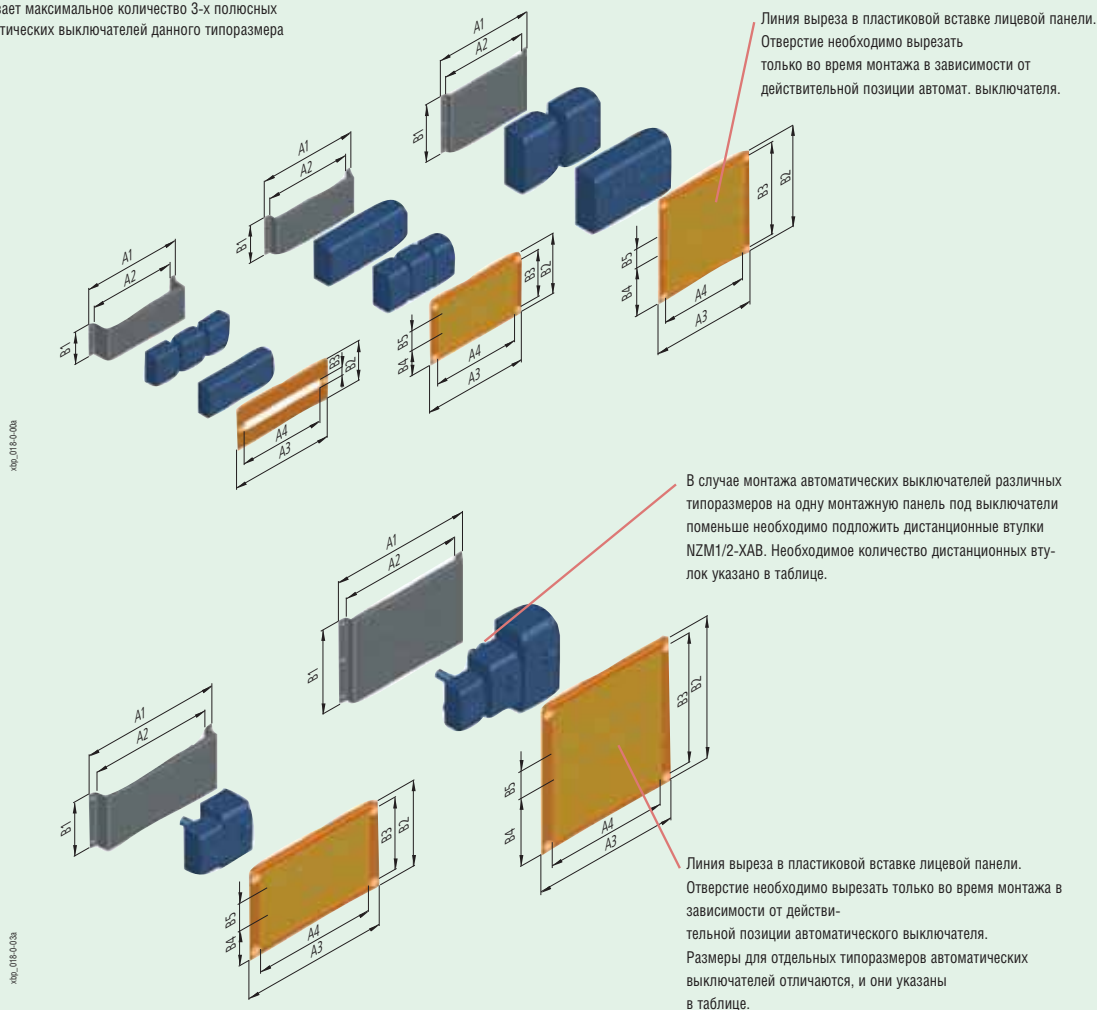 вает максимальное количество 3-х полюсных
тических выключателей данного типоразмера
Линия выреза в пластиковой вставке лицевой панели.
Отверстие необходимо вырезать
только во время монтажа в зависимости от
действительной позиции автомат. выключателя.
A1
A2
B1
B3
B2
B5
B4
A4
A3
A1
A2
B1
B3
B2
B5
B4
A4
A3
A1
A2
B1
B3
B2
A4
A3
xbp_018-0-00a
В случае монтажа автоматических выключателей различных
типоразмеров на одну монтажную панель под выключатели
поменьше необходимо подложить дистанционные втулки
NZM1/2-XAB. Необходимое количество дистанционных вту-
лок указано в таблице.
A1
A2
B1
B3
B2
B5
B4
A4
A3
A1
A2
B1
B3
B2
B5
B4
A4
A3
xbp_018-0-03a
Линия выреза в пластиковой вставке лицевой панели.
Отверстие необходимо вырезать только во время монтажа в
зависимости от действи-
тельной позиции автоматического выключателя.
Размеры для отдельных типоразмеров автоматических
выключателей отличаются, и они указаны
в таблице.